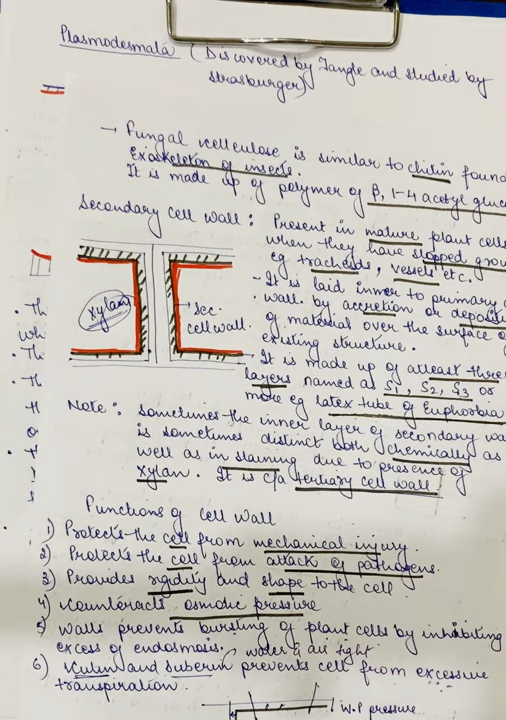 Plasmodesmata (Discovered by Tangle and studied by
strasburger)
→ Fungal cellulose is similar to chitin found
Exoskeleton of insects.
It is made up of polymer of β, 1-4 acetyl
Secondary cell wall : Present in mature plant cells
when they have stopped
eg tracheids, vessels etc.
- It is laid inner to primary
wall. by accretion or
of material over the surface
existing structure.
- It is made up of atleast
layers named as S1, S2, S3 or
more eg latex tube of Euphorbia
xylan
sec.
cell wall.
• Th
wh
• Th
• Th
Note : sometimes the inner layer of secondary
is sometimes distinct both chemically as
well as in staining due to presence of
xylan. It is c/a tertiary cell wall
Functions of cell wall
1) Protects the cell from mechanical injury.
2) Protects the cell from attack of pathogens.
3) Provides rigidity and shape to the cell
4) Counteracts osmotic pressure
5) Walls prevents bursting of plant cells by inhibiting
excess of endosmosis. water & air tight
6) Cutin and suberin prevents cell from excessive
transpiration.
W.P pressure